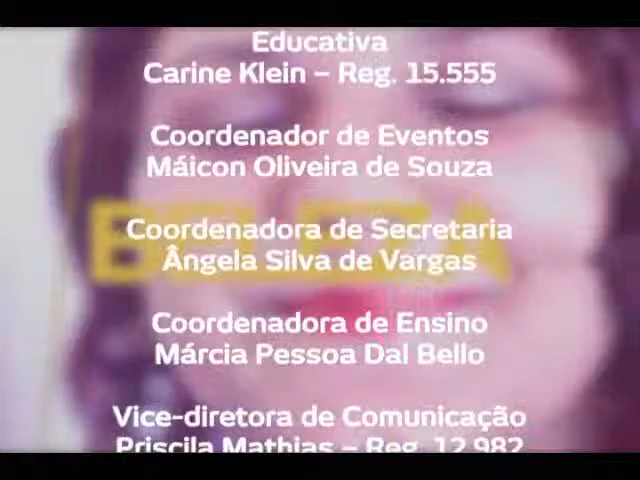 Educativa
Carine Klein – Reg. 15.555
Coordenador de Eventos
Máicon Oliveira de Souza
Coordenadora de Secretaria
Ângela Silva de Vargas
Coordenadora de Ensino
Márcia Pessoa Dal Bello
Vice-diretora de Comunicação
Priscila Mathias – Reg. 12.982